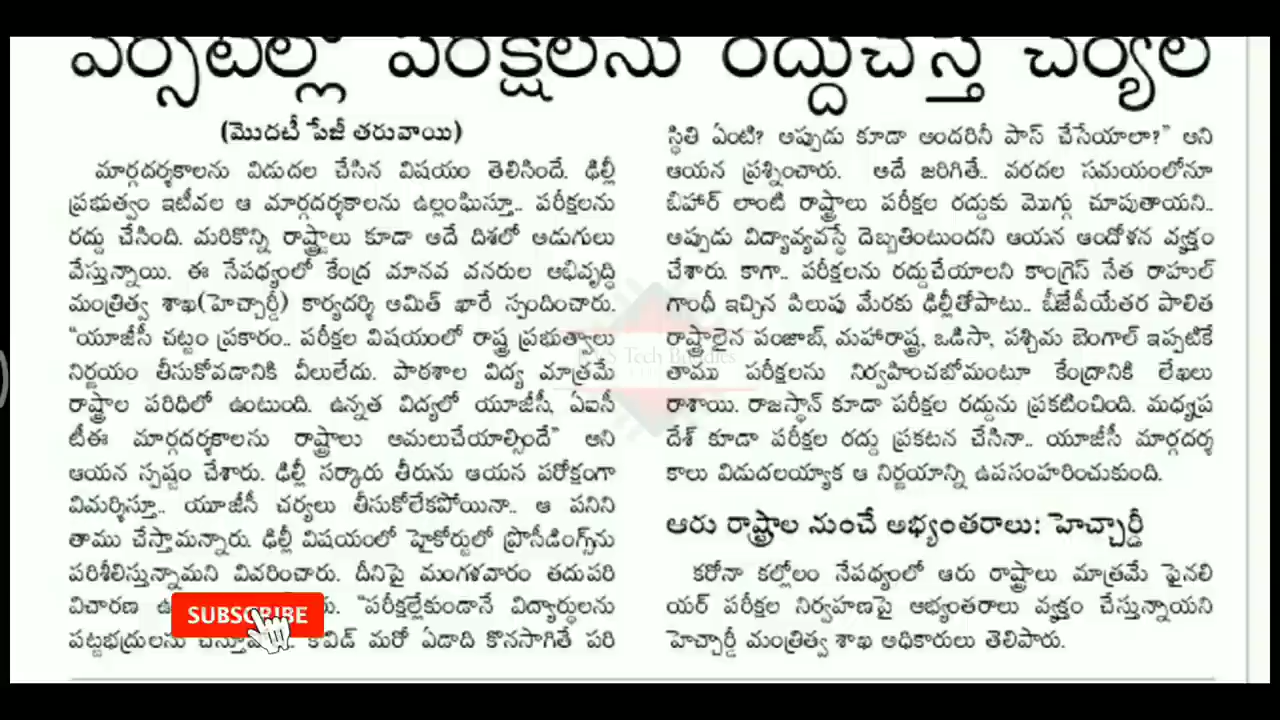 వర్సిటీల్లో పరీక్షలను రద్దుచేస్తే చర్యలే
(మొదటీ పేజీ తరువాయి)
మార్గదర్శకాలను విడుదల చేసిన విషయం తెలిసిందే. ఢిల్లీ
ప్రభుత్వం ఇటీవల ఆ మార్గదర్శకాలను ఉల్లంఘిస్తూ.. పరీక్షలను
రద్దు చేసింది. మరికొన్ని రాష్ట్రాలు కూడా అదే దిశలో అడుగులు
వేస్తున్నాయి. ఈ నేపథ్యంలో కేంద్ర మానవ వనరుల అభివృద్ధి
మంత్రిత్వ శాఖ(హెచ్చార్డీ) కార్యదర్శి అమిత్ ఖారే స్పందించారు.
“యూజీసీ చట్టం ప్రకారం.. పరీక్షల విషయంలో రాష్ట్ర ప్రభుత్వాలు
నిర్ణయం తీసుకోవడానికి వీలులేదు. పాఠశాల విద్య మాత్రమే
రాష్ట్రాల పరిధిలో ఉంటుంది. ఉన్నత విద్యలో యూజీసీ, ఏఐసీ
టీఈ మార్గదర్శకాలను రాష్ట్రాలు అమలుచేయాల్సిందే” అని
ఆయన స్పష్టం చేశారు. ఢిల్లీ సర్కారు తీరును ఆయన పరోక్షంగా
విమర్శిస్తూ.. యూజీసీ చర్యలు తీసుకోలేకపోయినా.. ఆ పనిని
తాము చేస్తామన్నారు. ఢిల్లీ విషయంలో హైకోర్టులో ప్రొసీడింగ్స్‌ను
పరిశీలిస్తున్నామని వివరించారు. దీనిపై మంగళవారం తదుపరి
విచారణ “పరీక్షల్లేకుండానే విద్యార్థులను
పట్టభద్రులను కొవిడ్ మరో ఏడాది కొనసాగితే పరి
స్థితి ఏంటి? అప్పుడు కూడా అందరినీ పాస్ చేసేయాలా?” అని
ఆయన ప్రశ్నించారు. అదే జరిగితే.. వరదల సమయంలోనూ
బిహార్ లాంటి రాష్ట్రాలు పరీక్షల రద్దుకు మొగ్గు చూపుతాయని..
అప్పుడు విద్యావ్యవస్థే దెబ్బతింటుందని ఆయన ఆందోళన వ్యక్తం
చేశారు. కాగా.. పరీక్షలను రద్దుచేయాలని కాంగ్రెస్ నేత రాహుల్
గాంధీ ఇచ్చిన పిలుపు మేరకు ఢిల్లీతోపాటు.. బీజేపీయేతర పాలిత
రాష్ట్రాలైన పంజాబ్, మహారాష్ట్ర, ఒడిసా, పశ్చిమ బెంగాల్ ఇప్పటికే
తాము పరీక్షలను నిర్వహించబోమంటూ కేంద్రానికి లేఖలు
రాశాయి. రాజస్థాన్ కూడా పరీక్షల రద్దును ప్రకటించింది. మధ్యప్ర
దేశ్ కూడా పరీక్షల రద్దు ప్రకటన చేసినా.. యూజీసీ మార్గదర్శ
కాలు విడుదలయ్యాక ఆ నిర్ణయాన్ని ఉపసంహరించుకుంది.
ఆరు రాష్ట్రాల నుంచే అభ్యంతరాలు: హెచ్చార్డీ
కరోనా కల్లోలం నేపథ్యంలో ఆరు రాష్ట్రాలు మాత్రమే ఫైనలి
యర్ పరీక్షల నిర్వహణపై అభ్యంతరాలు వ్యక్తం చేస్తున్నాయని
హెచ్చార్డీ మంత్రిత్వ శాఖ అధికారులు తెలిపారు.
Tech
SUBSCRIBE